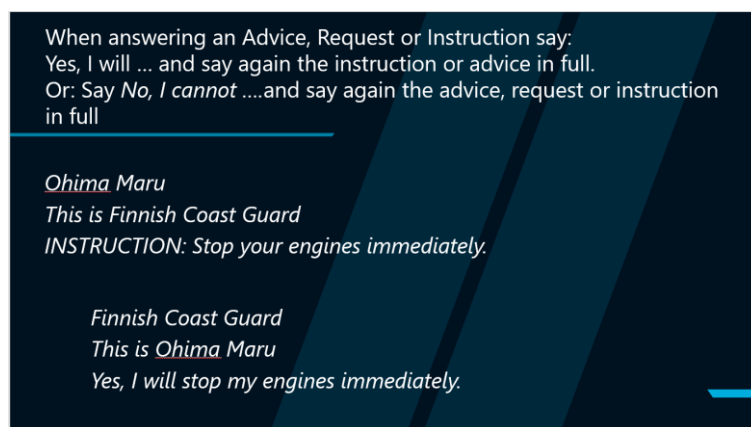 When answering an Advice, Request or Instruction say:
Yes, I will ... and say again the instruction or advice in full.
Or: Say No, I cannot ....and say again the advice, request or instruction
in full
Ohima Maru
This is Finnish Coast Guard
INSTRUCTION: Stop your engines immediately.
Finnish Coast Guard
This is Ohima Maru
Yes, I will stop my engines immediately.